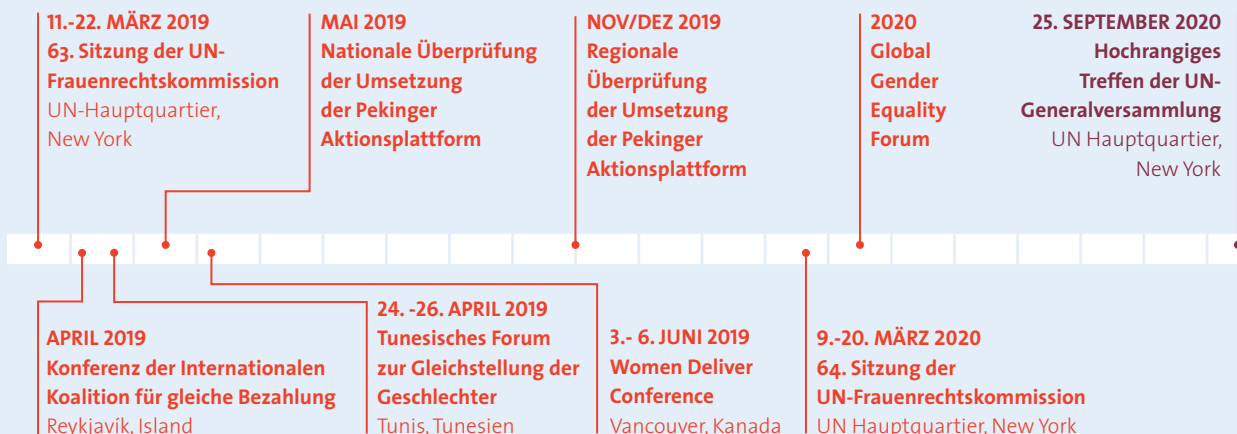 11.-22. MÄRZ 2019
63. Sitzung der UN-
Frauenrechtskommission
UN-Hauptquartier,
New York
MAI 2019
Nationale Überprüfung
der Umsetzung
der Pekinger
Aktionsplattform
NOV/DEZ 2019
Regionale
Überprüfung
der Umsetzung
der Pekinger
Aktionsplattform
2020
Global
Gender
Equality
Forum
25. SEPTEMBER 2020
Hochrangiges
Treffen der UN-
Generalversammlung
UN Hauptquartier,
New York
APRIL 2019
Konferenz der Internationalen
Koalition für gleiche Bezahlung
Reykjavík, Island
24. -26. APRIL 2019
Tunesisches Forum
zur Gleichstellung der
Geschlechter
Tunis, Tunesien
3.- 6. JUNI 2019
Women Deliver
Conference
Vancouver, Kanada
9.-20. MÄRZ 2020
64. Sitzung der
UN-Frauenrechtskommission
UN Hauptquartier, New York